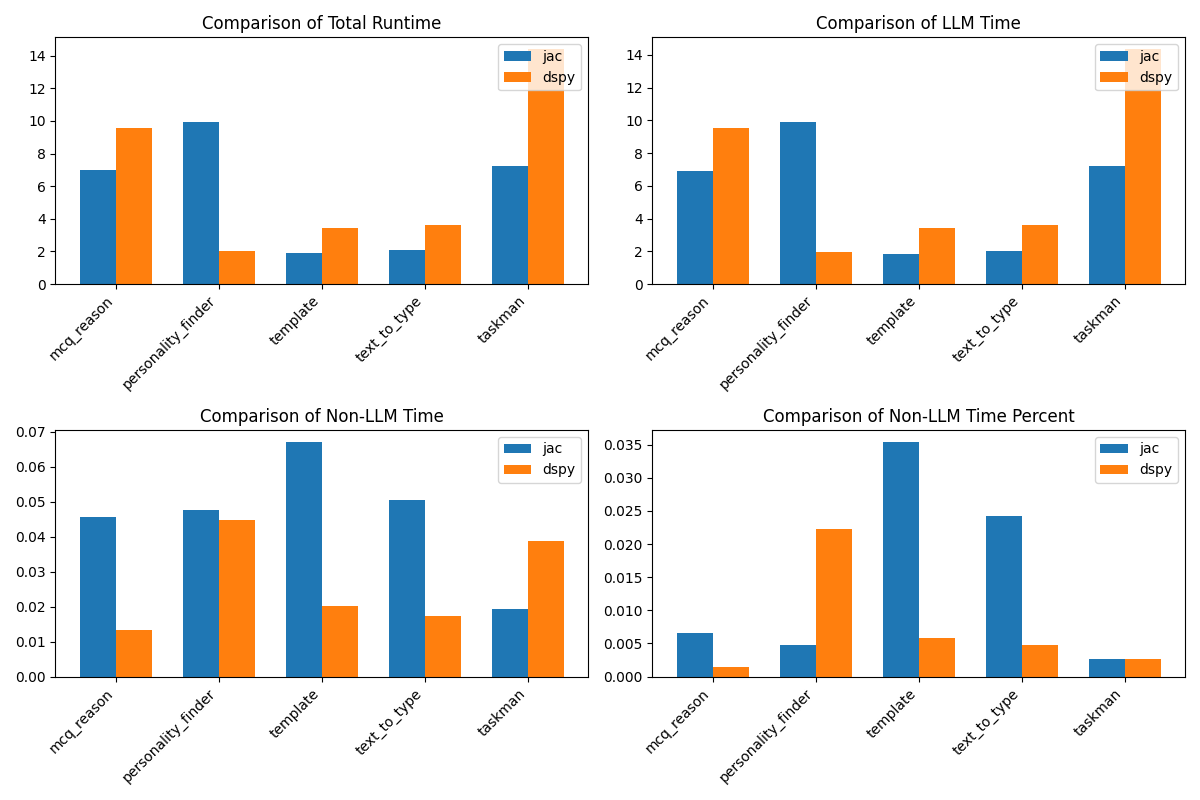 Comparison of Total Runtime
14
12
10
8
6
4
2
0
jac
dspy
mcq_reason
personality_finder
template
text_to_type
taskman
Comparison of LLM Time
14
12
10
8
6
4
2
0
jac
dspy
mcq_reason
personality_finder
template
text_to_type
taskman
Comparison of Non-LLM Time
0.07
0.06
0.05
0.04
0.03
0.02
0.01
0.00
jac
dspy
mcq_reason
personality_finder
template
text_to_type
taskman
Comparison of Non-LLM Time Percent
0.035
0.030
0.025
0.020
0.015
0.010
0.005
0.000
jac
dspy
mcq_reason
personality_finder
template
text_to_type
taskman